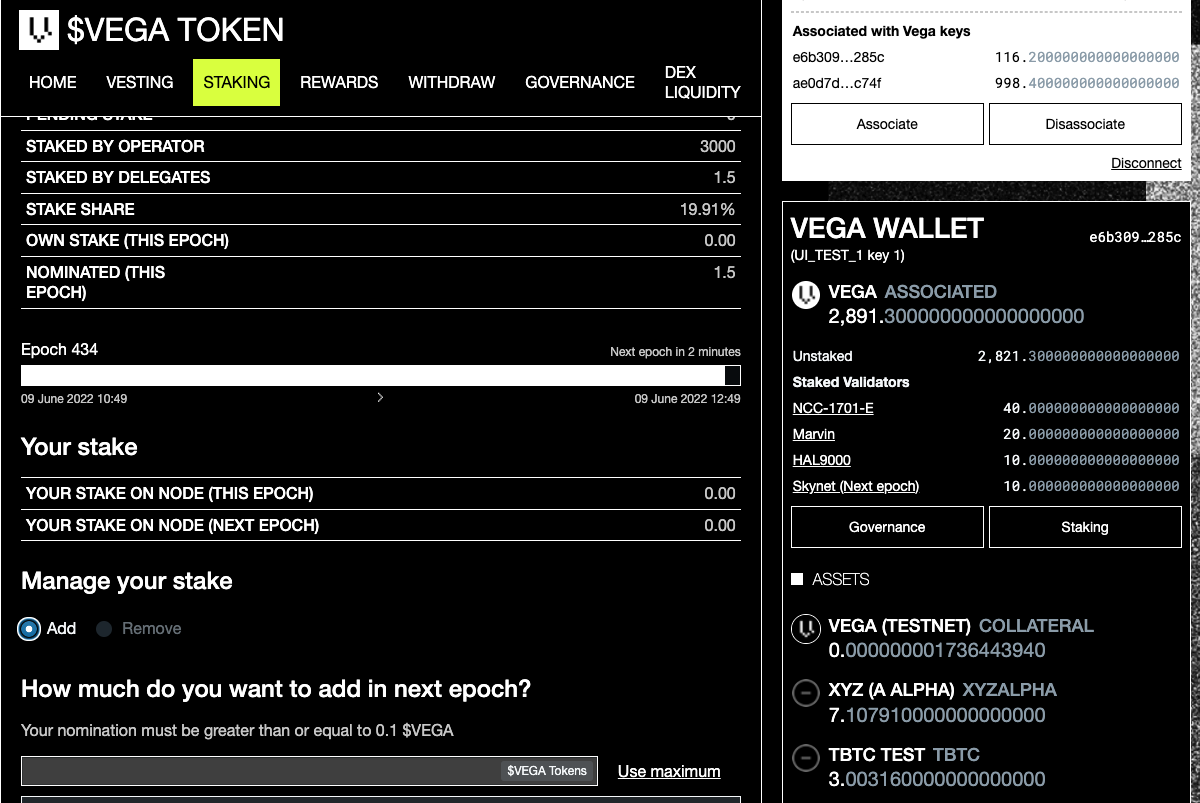 $VEGA TOKEN
HOME VESTING STAKING REWARDS WITHDRAW GOVERNANCE DEX LIQUIDITY
PENDING STAKE
STAKED BY OPERATOR 3000
STAKED BY DELEGATES 1.5
STAKE SHARE 19.91%
OWN STAKE (THIS EPOCH) 0.00
NOMINATED (THIS EPOCH) 1.5
Epoch 434 Next epoch in 2 minutes
09 June 2022 10:49 09 June 2022 12:49
Your stake
YOUR STAKE ON NODE (THIS EPOCH) 0.00
YOUR STAKE ON NODE (NEXT EPOCH) 0.00
Manage your stake
Add Remove
How much do you want to add in next epoch?
Your nomination must be greater than or equal to 0.1 $VEGA
$VEGA Tokens Use maximum
Associated with Vega keys
e6b309…285c 116.200000000000000000
ae0d7d…c74f 998.400000000000000000
Associate Disassociate
Disconnect
VEGA WALLET e6b309…285c
(UI_TEST_1 key 1)
VEGA ASSOCIATED
2,891.300000000000000000
Unstaked 2,821.300000000000000000
Staked Validators
NCC-1701-E 40.000000000000000000
Marvin 20.000000000000000000
HAL9000 10.000000000000000000
Skynet (Next epoch) 10.000000000000000000
Governance Staking
ASSETS
VEGA (TESTNET) COLLATERAL
0.000000001736443940
XYZ (A ALPHA) XYZALPHA
7.107910000000000000
TBTC TEST TBTC
3.003160000000000000